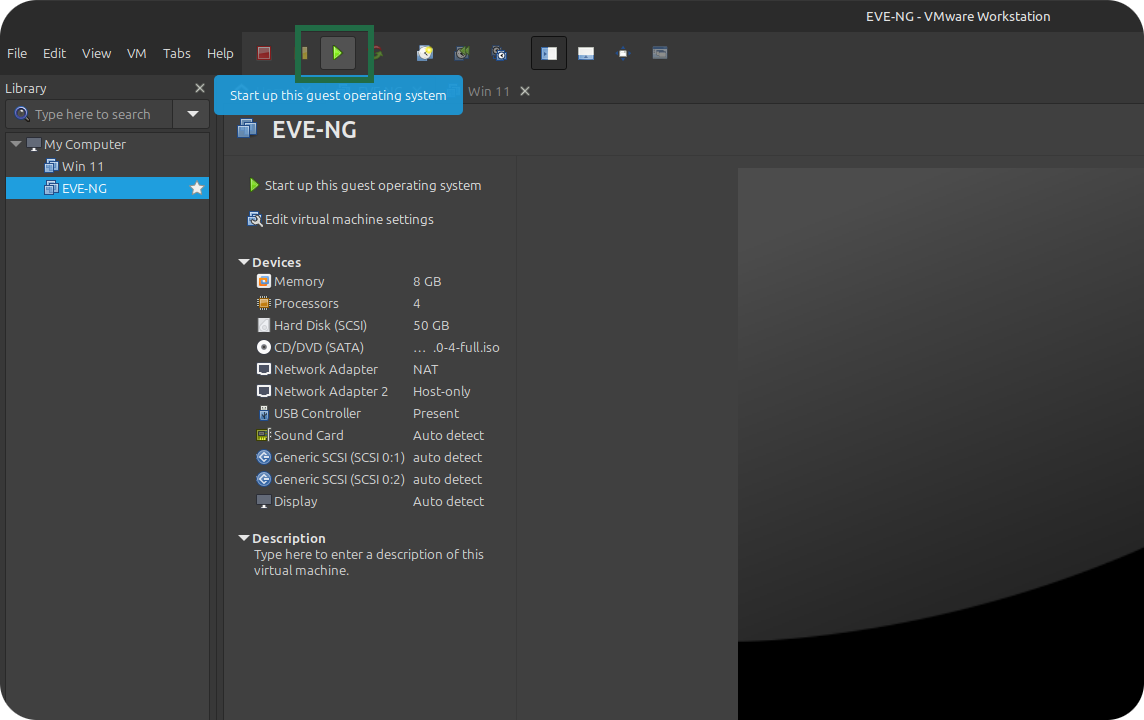 EVE-NG - VMware Workstation
File Edit View VM Tabs Help
Library
Start up this guest operating system
Win 11
Type here to search
EVE-NG
My Computer
Win 11
EVE-NG
Start up this guest operating system
Edit virtual machine settings
Devices
Memory 8 GB
Processors 4
Hard Disk (SCSI) 50 GB
CD/DVD (SATA) ... .0-4-full.iso
Network Adapter NAT
Network Adapter 2 Host-only
USB Controller Present
Sound Card Auto detect
Generic SCSI (SCSI 0:1) auto detect
Generic SCSI (SCSI 0:2) auto detect
Display Auto detect
Description
Type here to enter a description of this
virtual machine.